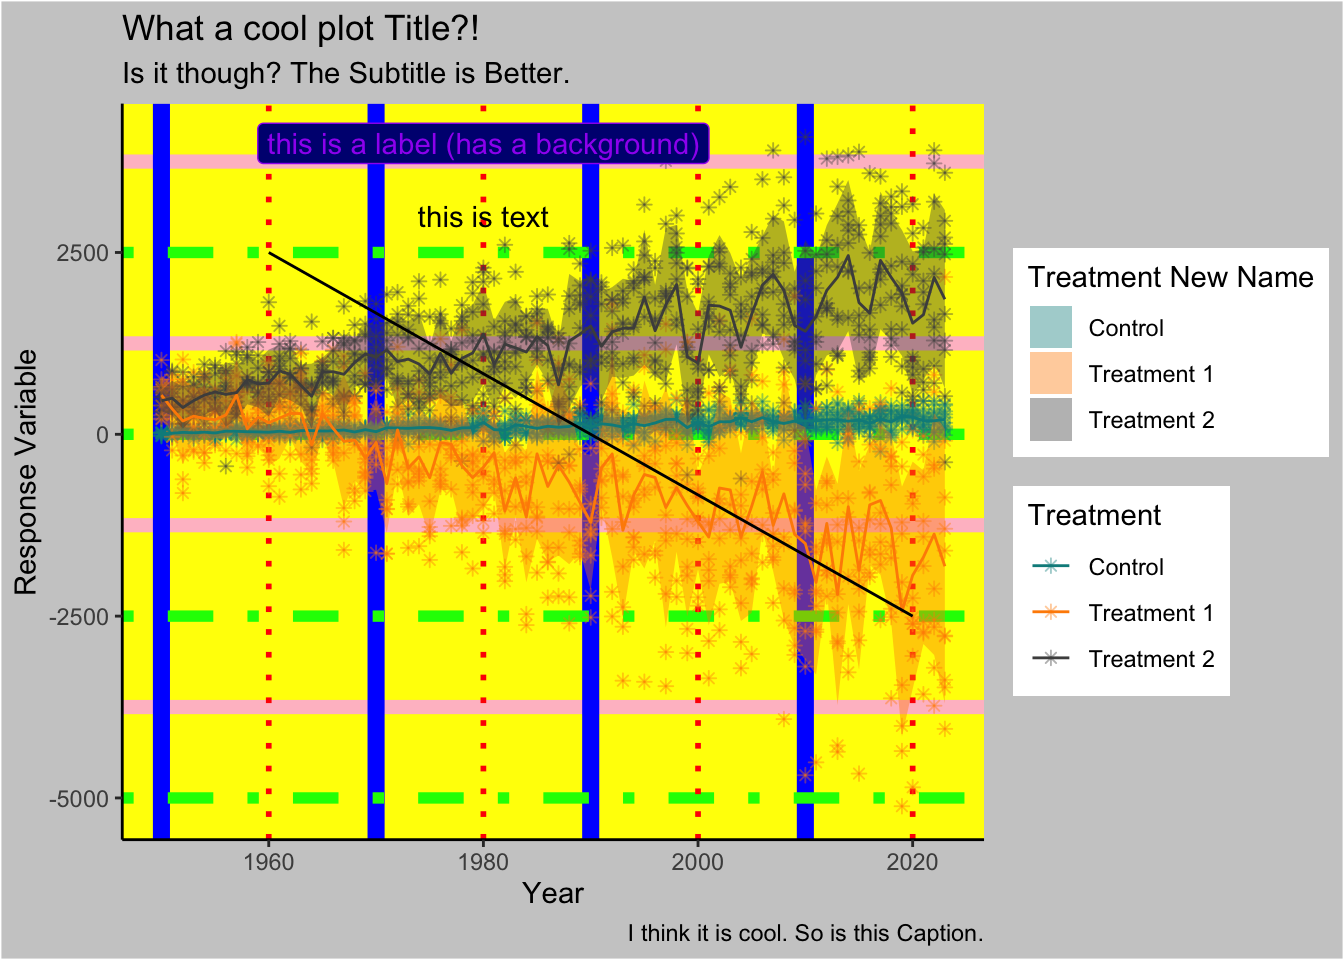 What a cool plot Title?!
Is it though? The Subtitle is Better.
this is a label (has a background)
this is text
Response Variable
2500
0
-2500
-5000
1960
1980
2000
2020
Year
Treatment New Name
Control
Treatment 1
Treatment 2
Treatment
Control
Treatment 1
Treatment 2
I think it is cool. So is this Caption.